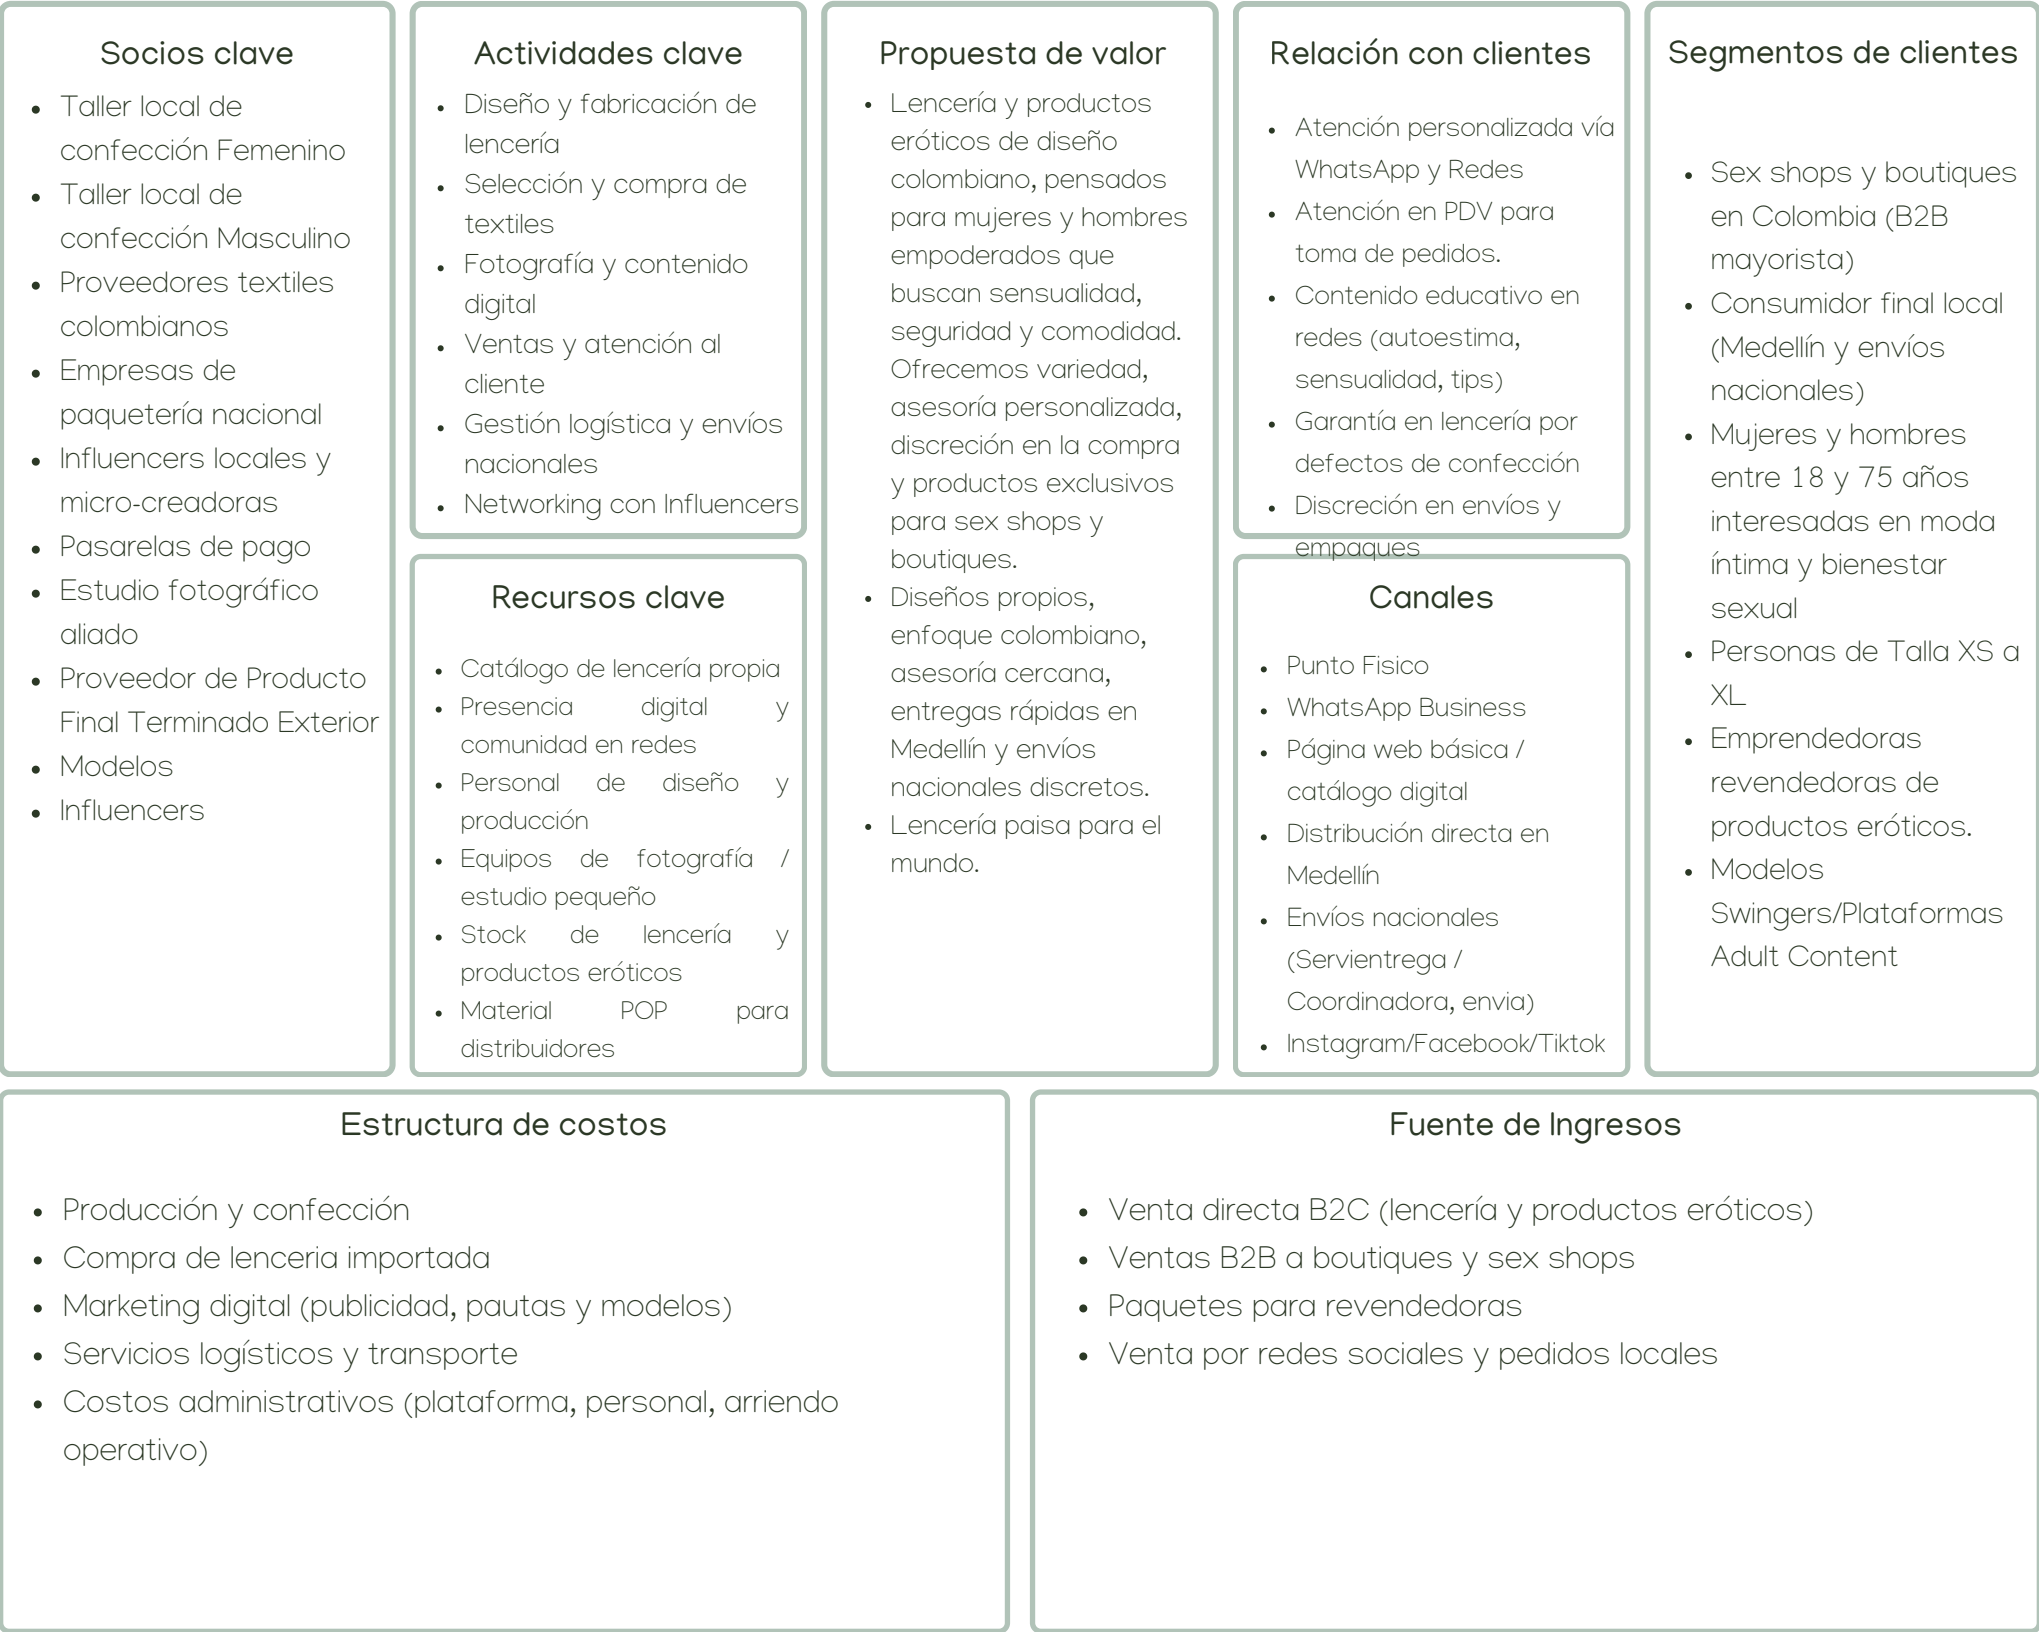 Socios clave
• Taller local de
confección Femenino
• Taller local de
confección Masculino
• Proveedores textiles
colombianos
• Empresas de
paquetería nacional
• Influencers locales y
micro-creadoras
• Pasarelas de pago
• Estudio fotográfico
aliado
• Proveedor de Producto
Final Terminado Exterior
• Modelos
• Influencers
Actividades clave
• Diseño y fabricación de
lencería
• Selección y compra de
textiles
• Fotografía y contenido
digital
• Ventas y atención al
cliente
• Gestión logística y envíos
nacionales
• Networking con Influencers
Recursos clave
• Catálogo de lencería propia
• Presencia digital y
comunidad en redes
• Personal de diseño y
producción
• Equipos de fotografía /
estudio pequeño
• Stock de lencería y
productos eróticos
• Material POP para
distribuidores
Propuesta de valor
• Lencería y productos
eróticos de diseño
colombiano, pensados
para mujeres y hombres
empoderados que
buscan sensualidad,
seguridad y comodidad.
Ofrecemos variedad,
asesoría personalizada,
discreción en la compra
y productos exclusivos
para sex shops y
boutiques.
• Diseños propios,
enfoque colombiano,
asesoría cercana,
entregas rápidas en
Medellín y envíos
nacionales discretos.
• Lencería paisa para el
mundo.
Relación con clientes
• Atención personalizada vía
WhatsApp y Redes
• Atención en PDV para
toma de pedidos.
• Contenido educativo en
redes (autoestima,
sensualidad, tips)
• Garantía en lencería por
defectos de confección
• Discreción en envíos y
empaques
Canales
• Punto Fisico
• WhatsApp Business
• Página web básica /
catálogo digital
• Distribución directa en
Medellín
• Envíos nacionales
(Servientrega /
Coordinadora, envia)
• Instagram/Facebook/Tiktok
Segmentos de clientes
• Sex shops y boutiques
en Colombia (B2B
mayorista)
• Consumidor final local
(Medellín y envíos
nacionales)
• Mujeres y hombres
entre 18 y 75 años
interesadas en moda
íntima y bienestar
sexual
• Personas de Talla XS a
XL
• Emprendedoras
revendedoras de
productos eróticos.
• Modelos
Swingers/Plataformas
Adult Content
Estructura de costos
• Producción y confección
• Compra de lenceria importada
• Marketing digital (publicidad, pautas y modelos)
• Servicios logísticos y transporte
• Costos administrativos (plataforma, personal, arriendo
operativo)
Fuente de Ingresos
• Venta directa B2C (lencería y productos eróticos)
• Ventas B2B a boutiques y sex shops
• Paquetes para revendedoras
• Venta por redes sociales y pedidos locales